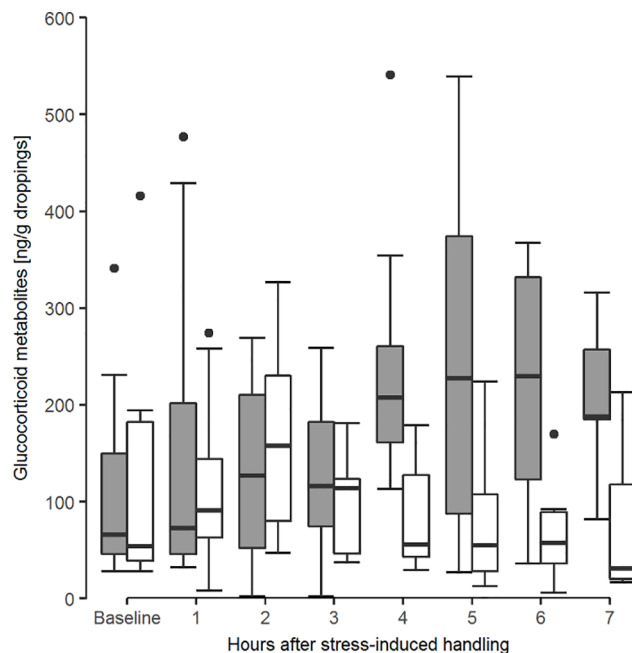 600
500
400
300
200
100
0
Glucocorticoid metabolites [ng/g droppings]
Baseline 1 2 3 4 5 6 7
Hours after stress-induced handling